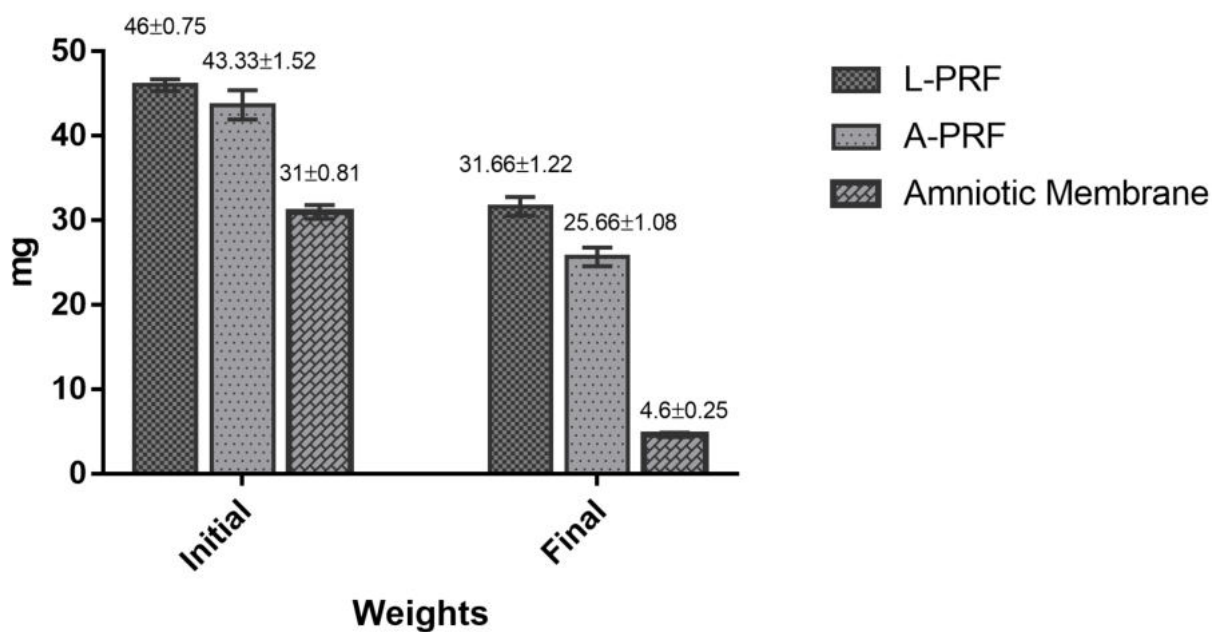 46±0.75
43.33±1.52
31±0.81
31.66±1.22
25.66±1.08
4.6±0.25
50
40
30
20
10
0
mg
Initial
Final
Weights
L-PRF
A-PRF
Amniotic Membrane